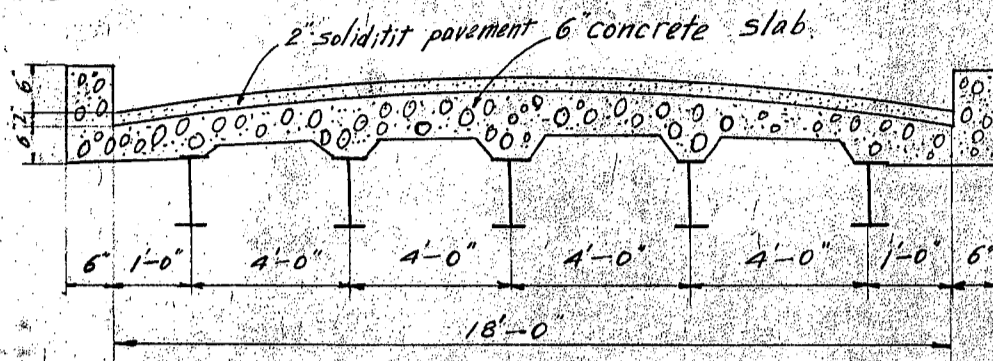 2" soliditit pavement 6" concrete slab.
6"
2"
6"
6" 1'-0" 4'-0" 4'-0" 4'-0" 4'-0" 1'-0" 6"
18'-0"